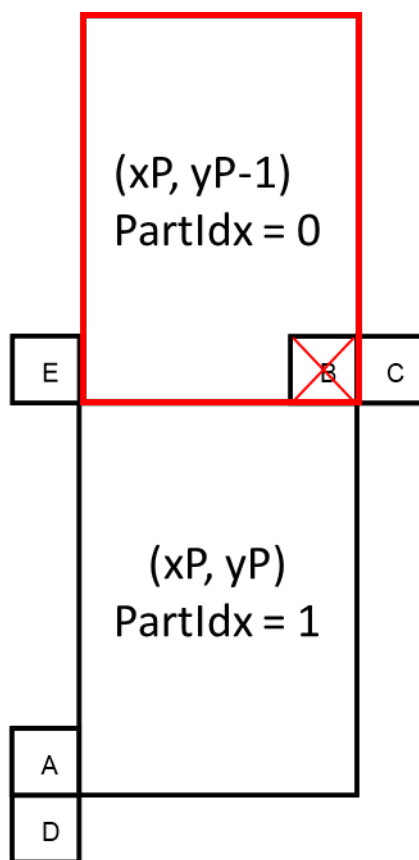 (xP, yP-1)
PartIdx = 0
E B C
(xP, yP)
PartIdx = 1
A
D